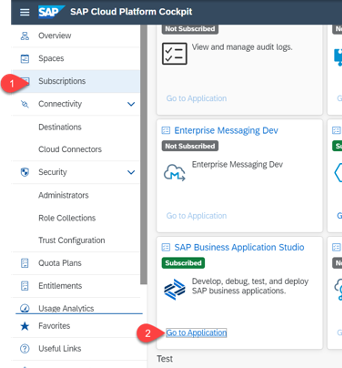 SAP SAP Cloud Platform Cockpit
Overview
Spaces
1
Subscriptions
Connectivity
Destinations
Cloud Connectors
Security
Administrators
Role Collections
Trust Configuration
Quota Plans
Entitlements
Usage Analytics
Favorites
Useful Links
Not Subscribed
View and manage audit logs.
Go to Application
Enterprise Messaging Dev
Not Subscribed
Enterprise Messaging Dev
Go to Application
SAP Business Application Studio
Subscribed
Develop, debug, test, and deploy
SAP business applications.
2
Go to Application
Test